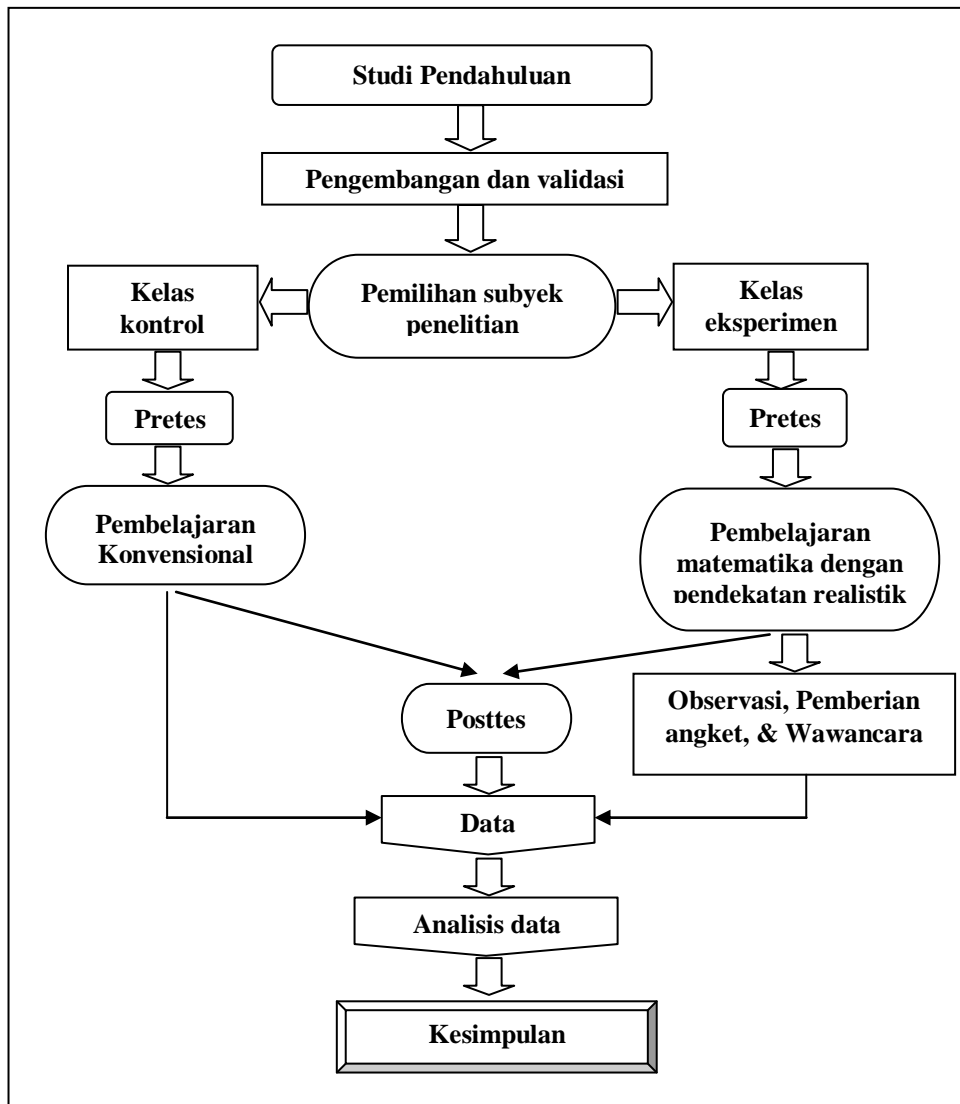 Studi Pendahuluan
Pengembangan dan validasi
Kelas
kontrol
Pemilihan subyek
penelitian
Kelas
eksperimen
Pretes
Pretes
Pembelajaran
Konvensional
Pembelajaran
matematika dengan
pendekatan realistik
Posttes
Observasi, Pemberian
angket, & Wawancara
Data
Analisis data
Kesimpulan